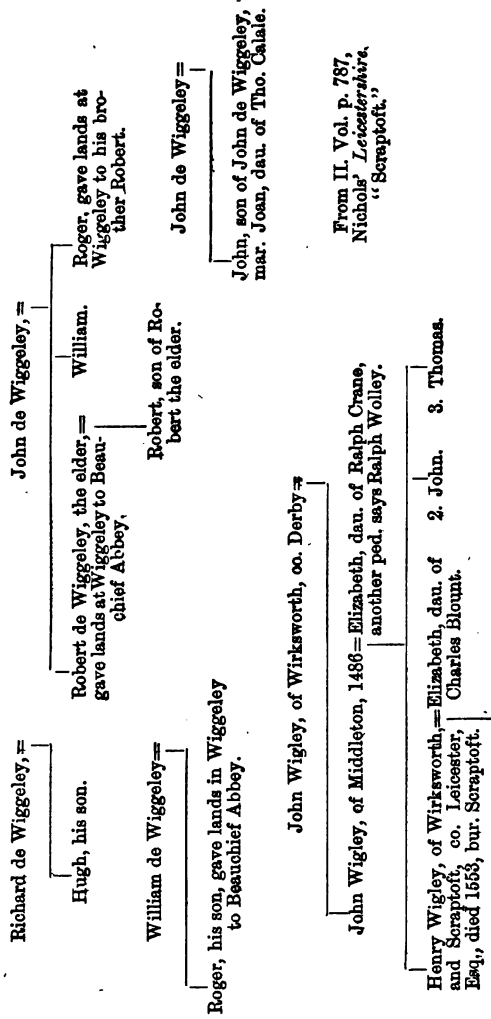 Richard de Wiggeley,=
Hugh, his son.
John de Wiggeley,=
Robert de Wiggeley, the elder,=
gave lands at Wiggeley to Beau-
chief Abbey.
William.
Roger, gave lands at
Wiggeley to his bro-
ther Robert.
Robert, son of Ro-
bert the elder.
William de Wiggeley=
Roger, his son, gave lands in Wiggeley
to Beauchief Abbey.
John de Wiggeley=
John, son of John de Wiggeley,
mar. Joan, dau. of Tho. Calale.
John Wigley, of Wirksworth, co. Derby=
John Wigley, of Middleton, 1486=Elizabeth, dau. of Ralph Crane,
another ped. says Ralph Wolley.
From II. Vol. p. 787,
Nichols' Leicestershire,
"Scraptoft."
Henry Wigley, of Wirksworth,=Elizabeth, dau. of
and Scraptoft, co. Leicester, Charles Blount.
Esq., died 1553, bur. Scraptoft.
2. John.
3. Thomas.